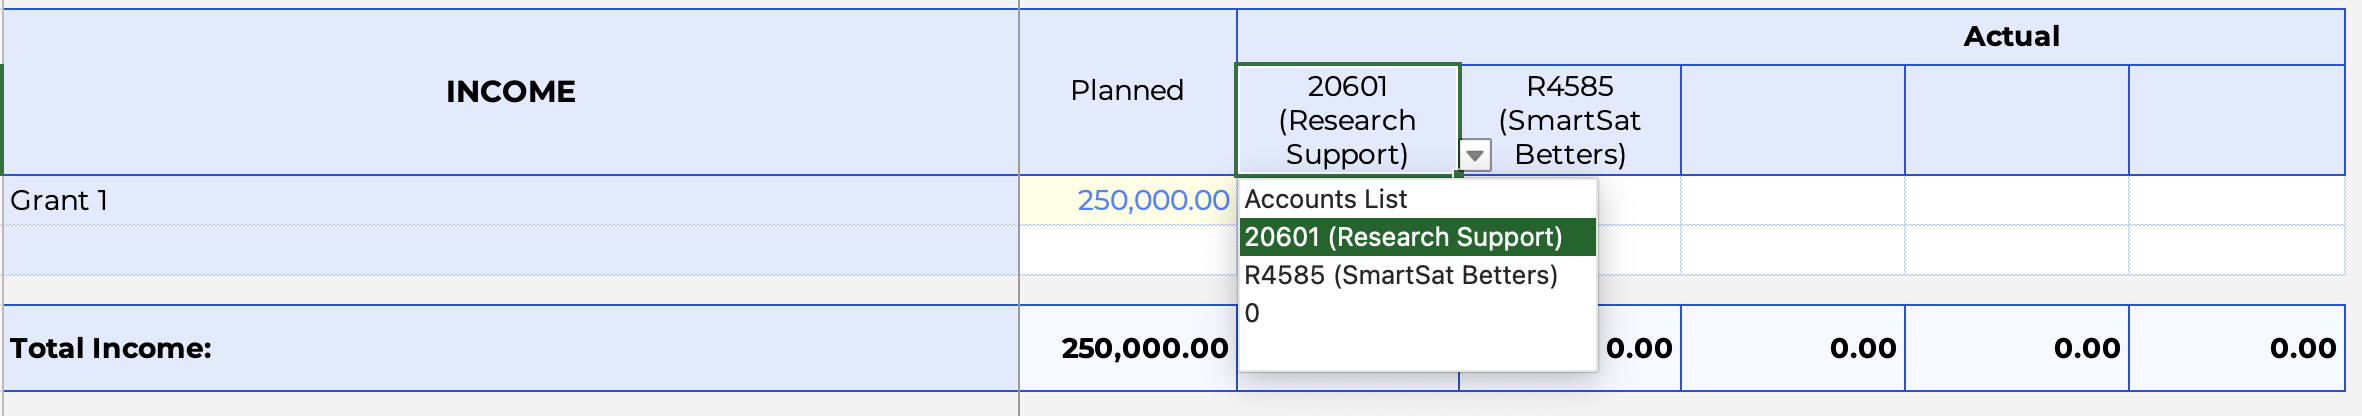 Actual
INCOME
Planned
20601
(Research
Support)
R4585
(SmartSat
Betters)
Grant 1
250,000.00
Accounts List
20601 (Research Support)
R4585 (SmartSat Betters)
0
Total Income:
250,000.00
0.00
0.00
0.00
0.00